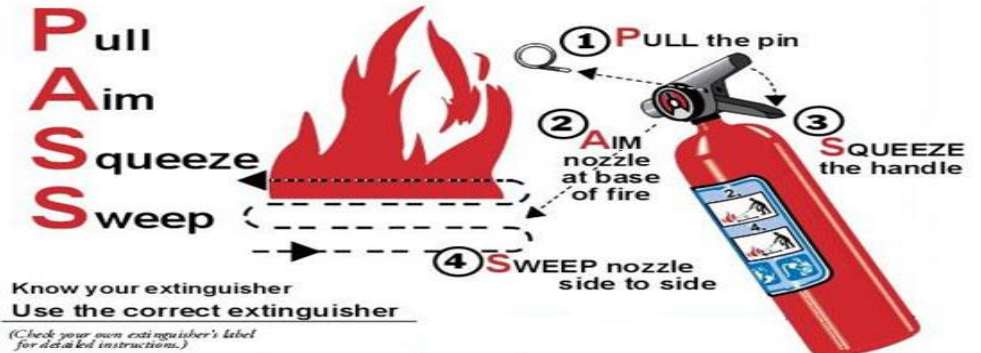 Pull
Aim
Squeeze
Sweep
1 PULL the pin
2 AIM
nozzle
at base
of fire
3
SQUEEZE
the handle
4 SWEEP nozzle
side to side
2.
4.
Know your extinguisher
Use the correct extinguisher
(Check your own extinguisher's label
for detailed instructions.)